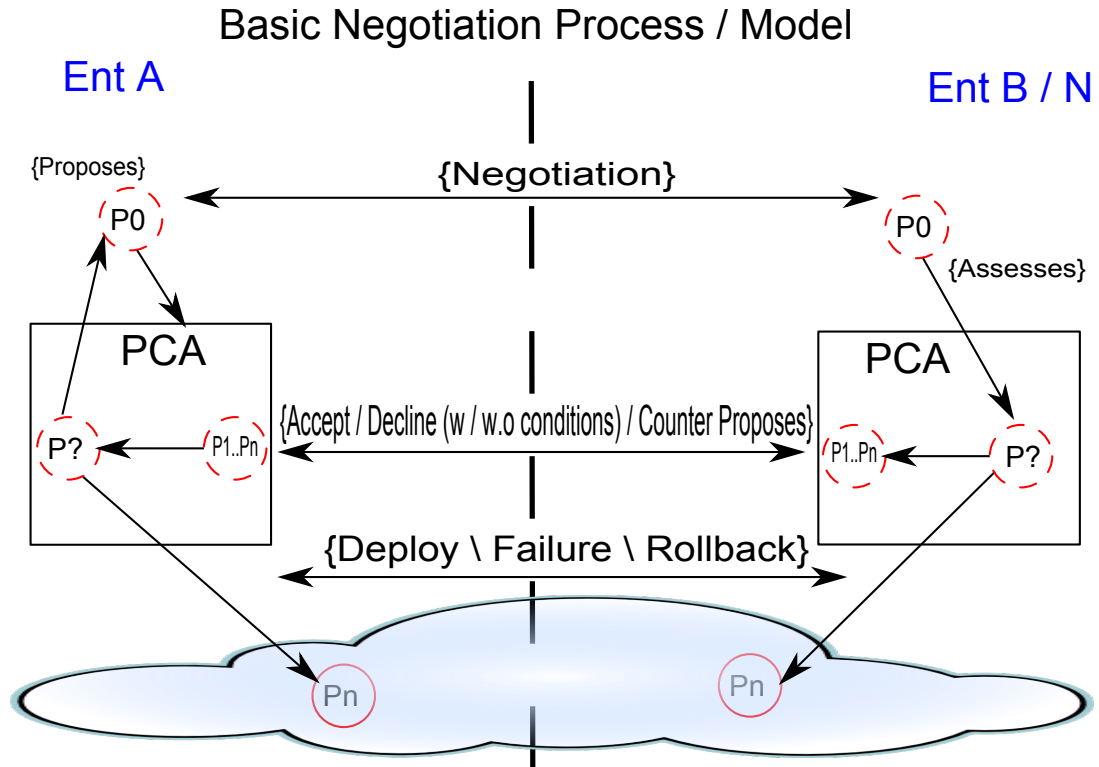 Basic Negotiation Process / Model
Ent A
Ent B / N
{Proposes}
{Negotiation}
P0
P0
{Assesses}
PCA
PCA
{Accept / Decline (w / w.o conditions) / Counter Proposes}
P?
P1..Pn
P1..Pn
P?
{Deploy \ Failure \ Rollback}
Pn
Pn